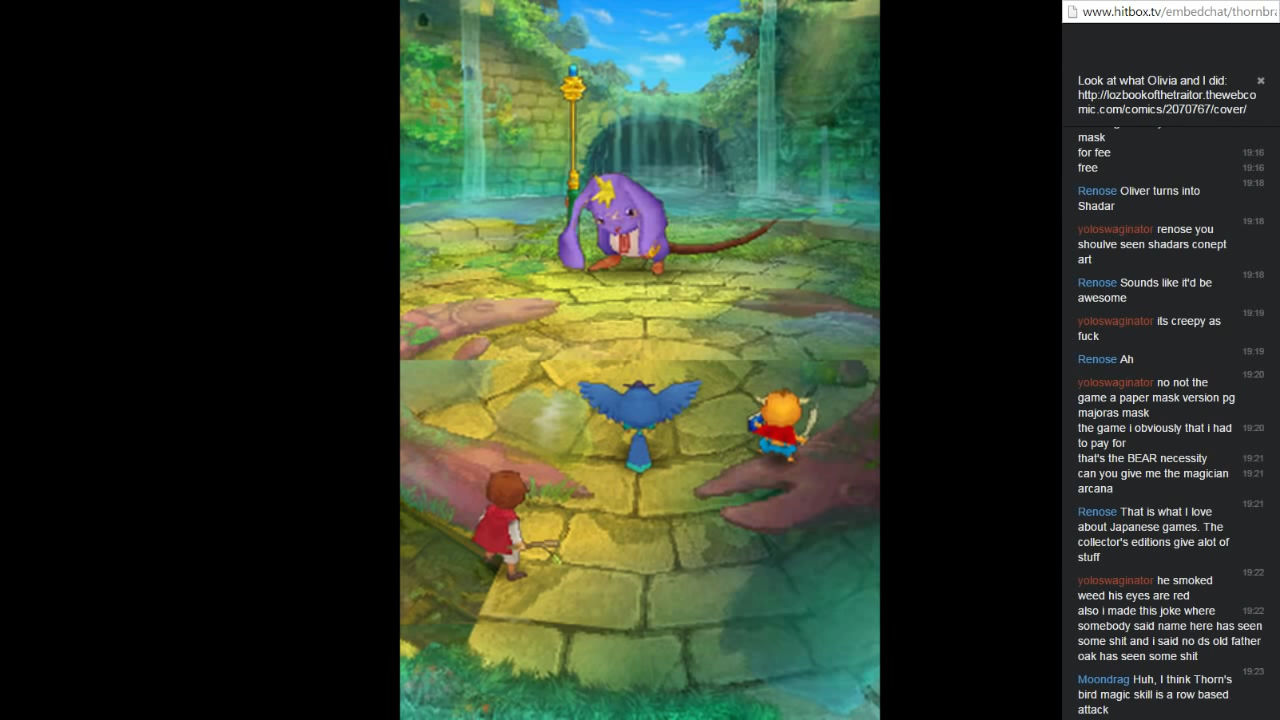 www.hitbox.tv/embedchat/thornbra
Look at what Olivia and I did:
http://lozbookofthetraitor.thewebco
mic.com/comics/2070767/cover/
mask
for fee 19:16
free 19:16
Renose Oliver turns into 19:18
Shadar
yoloswaginator renose you 19:18
shoulve seen shadars conept
art
Renose Sounds like it'd be 19:18
awesome
yoloswaginator its creepy as 19:19
fuck
Renose Ah 19:19
yoloswaginator no not the 19:20
game a paper mask version pg
majoras mask
the game i obviously that i had 19:20
to pay for
that's the BEAR necessity 19:21
can you give me the magician 19:21
arcana
Renose That is what I love 19:21
about Japanese games. The
collector's editions give alot of
stuff
yoloswaginator he smoked 19:22
weed his eyes are red
also i made this joke where 19:22
somebody said name here has seen
some shit and i said no ds old father
oak has seen some shit
Moondrag Huh, I think Thorn's 19:23
bird magic skill is a row based
attack